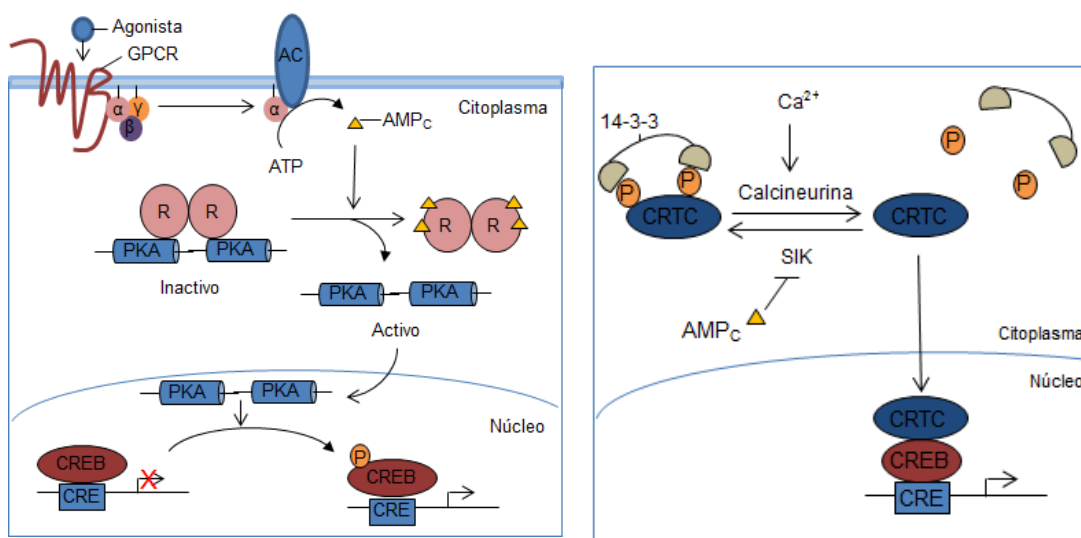 Agonista
GPCR
AC
α
γ
β
α
Citoplasma
AMPC
ATP
R
R
R
R
PKA
PKA
Inactivo
PKA
PKA
Activo
PKA
PKA
Núcleo
CREB
CRE
X
P
CREB
CRE
Ca2+
14-3-3
P
P
P
P
Calcineurina
CRTC
CRTC
SIK
AMPC
Citoplasma
Núcleo
CRTC
CREB
CRE